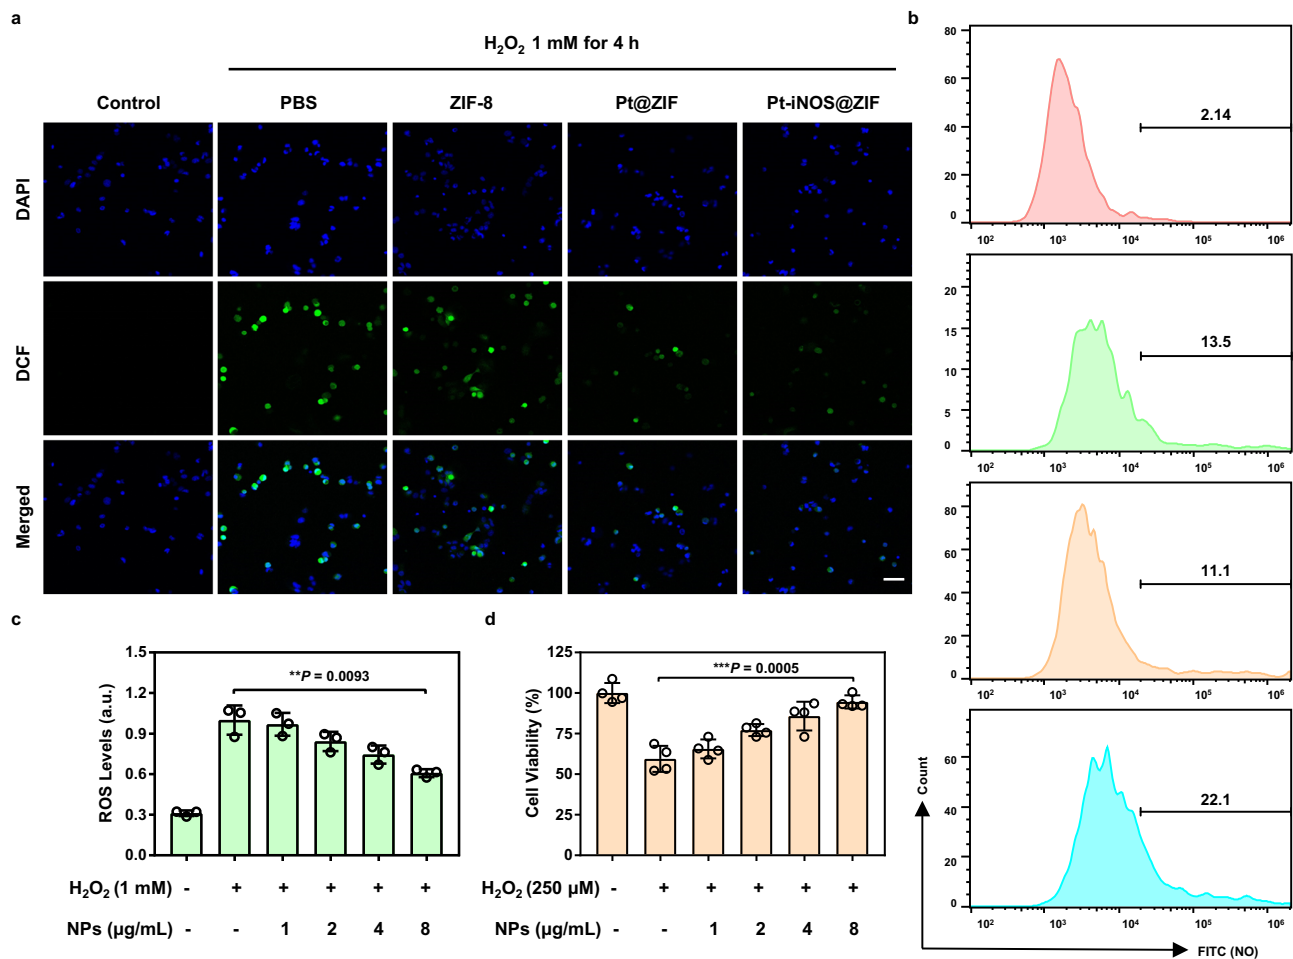 a
H₂O₂ 1 mM for 4 h
Control PBS ZIF-8 Pt@ZIF Pt-iNOS@ZIF
DAPI
DCF
Merged
b
80
60
40
20
0
2.14
10² 10³ 10⁴ 10⁵ 10⁶
20
15
10
5
0
13.5
10² 10³ 10⁴ 10⁵ 10⁶
80
60
40
20
0
11.1
10² 10³ 10⁴ 10⁵ 10⁶
60
40
20
0
22.1
10² 10³ 10⁴ 10⁵ 10⁶
Count
FITC (NO)
c
ROS Levels (a.u.)
1.5
1.2
0.9
0.6
0.3
0.0
**P = 0.0093
H₂O₂ (1 mM) - + + + + +
NPs (μg/mL) - - 1 2 4 8
d
Cell Viability (%)
125
100
75
50
25
0
***P = 0.0005
H₂O₂ (250 μM) - + + + + +
NPs (μg/mL) - - 1 2 4 8